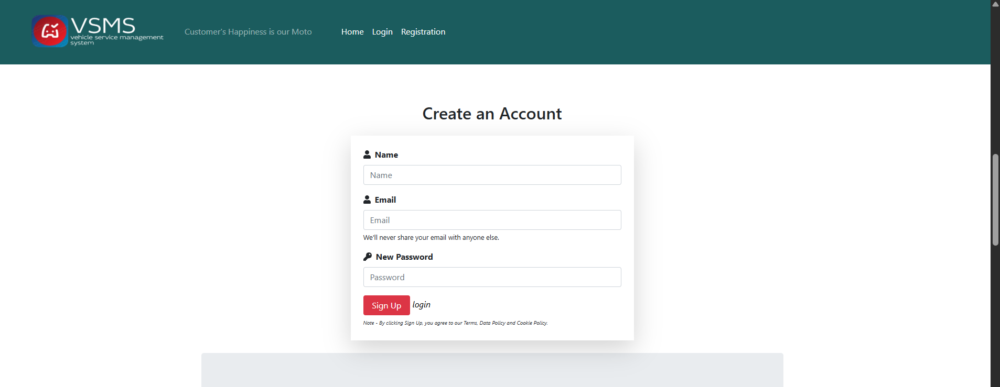 VSMS
vehicle service management
system
Customer's Happiness is our Moto
Home Login Registration
Create an Account
Name
Name
Email
Email
We'll never share your email with anyone else.
New Password
Password
Sign Up login
Note - By clicking Sign Up, you agree to our Terms, Data Policy and Cookie Policy.